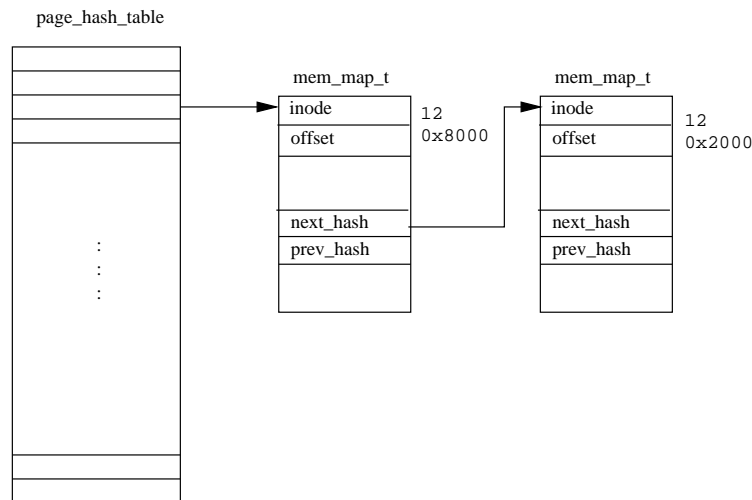 page_hash_table
:
:
:
mem_map_t
inode
offset
12
0x8000
next_hash
prev_hash
mem_map_t
inode
offset
12
0x2000
next_hash
prev_hash